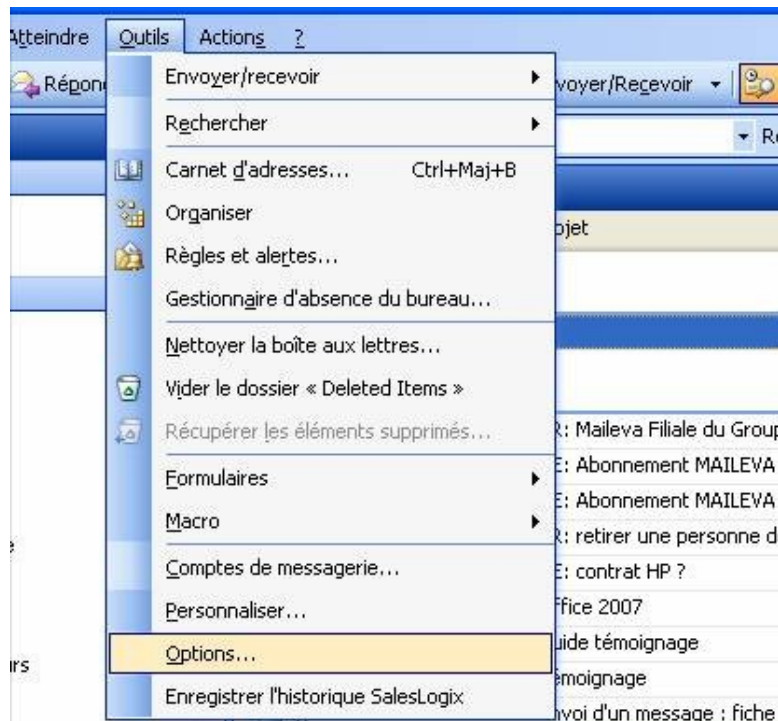 Atteindre Outils Actions ?
Répon
Envoyer/recevoir
voyer/Recevoir
Rechercher
Re
Carnet d'adresses... Ctrl+Maj+B
Organiser
ojet
Règles et alertes...
Gestionnaire d'absence du bureau...
Nettoyer la boîte aux lettres...
Vider le dossier « Deleted Items »
Récupérer les éléments supprimés...
R: Maileva Filiale du Group
E: Abonnement MAILEVA
Formulaires
E: Abonnement MAILEVA
Macro
R: retirer une personne d
Comptes de messagerie...
E: contrat HP ?
Personnaliser...
ffice 2007
Options...
uide témoignage
urs
émoignage
Enregistrer l'historique SalesLogix
nvoi d'un message : fiche